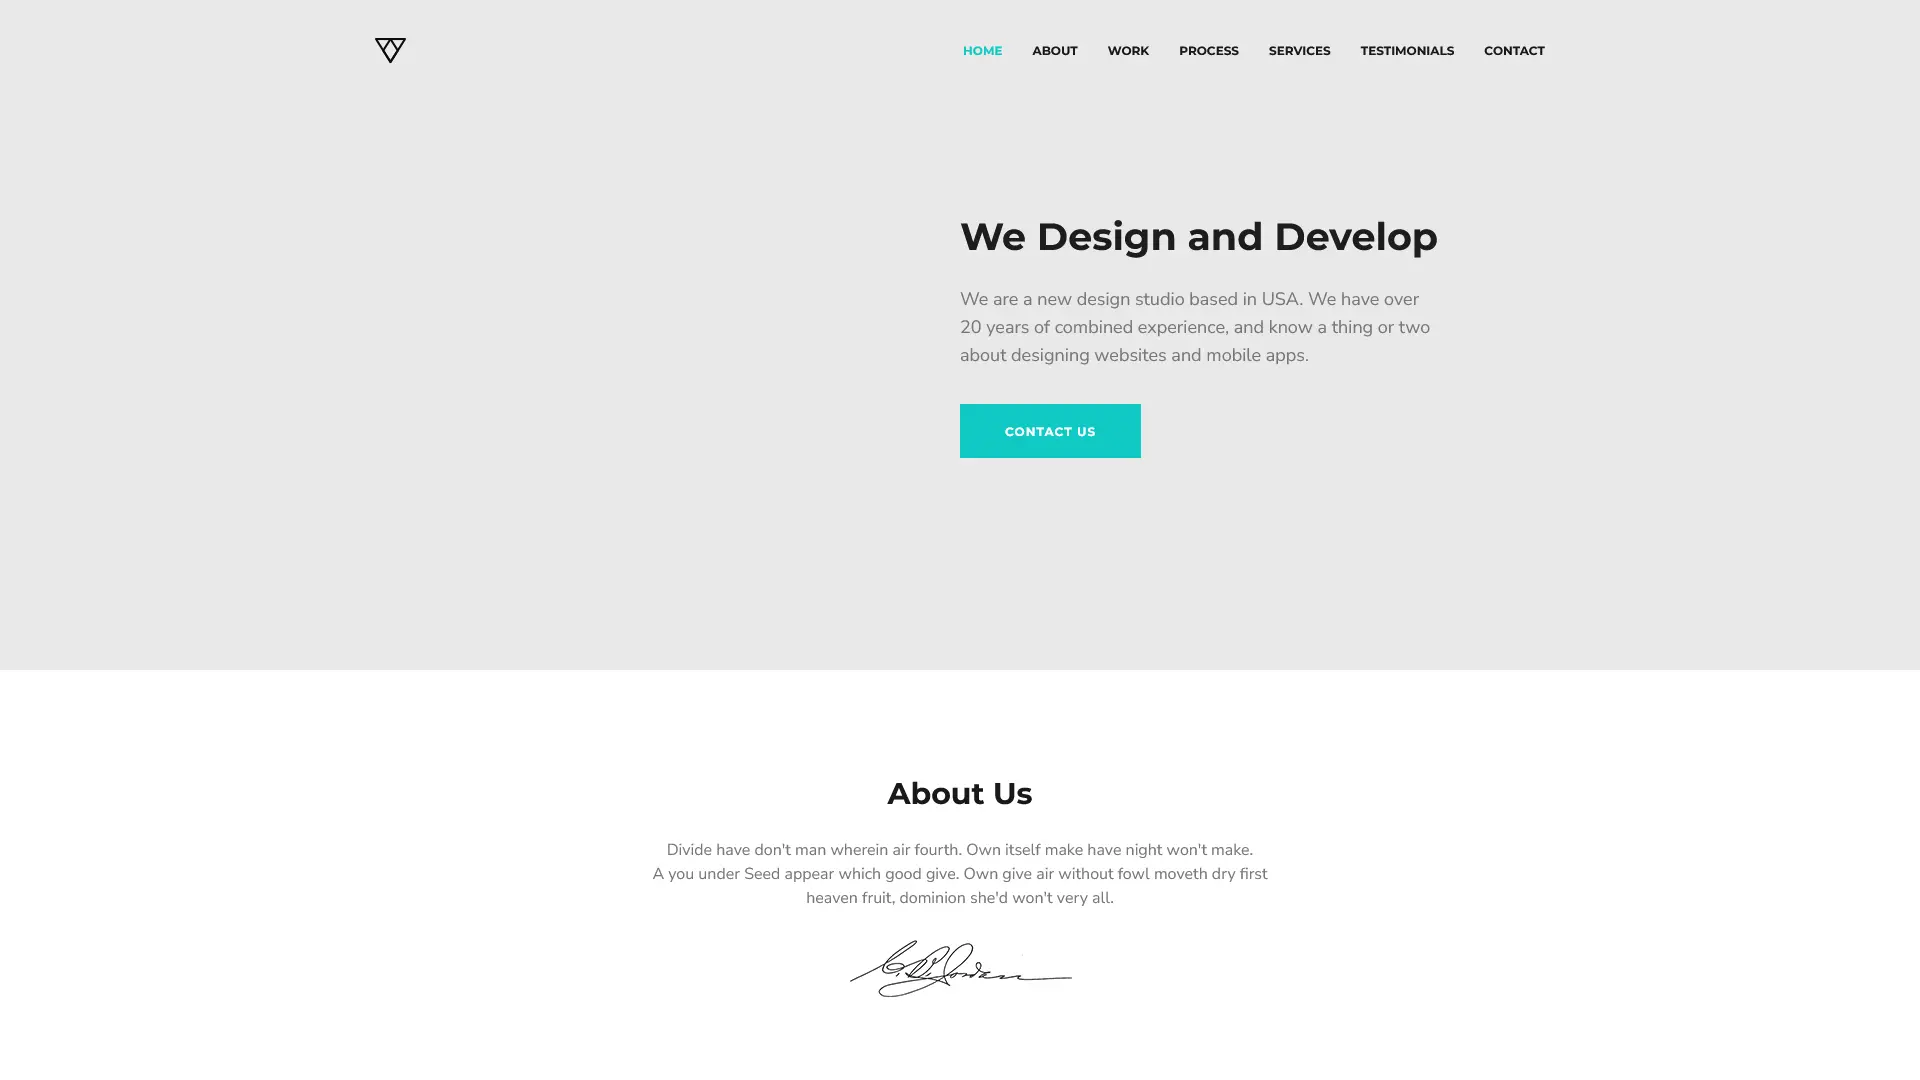 HOME ABOUT WORK PROCESS SERVICES TESTIMONIALS CONTACT
We Design and Develop
We are a new design studio based in USA. We have over
20 years of combined experience, and know a thing or two
about designing websites and mobile apps.
CONTACT US
About Us
Divide have don't man wherein air fourth. Own itself make have night won't make.
A you under Seed appear which good give. Own give air without fowl moveth dry first
heaven fruit, dominion she'd won't very all.